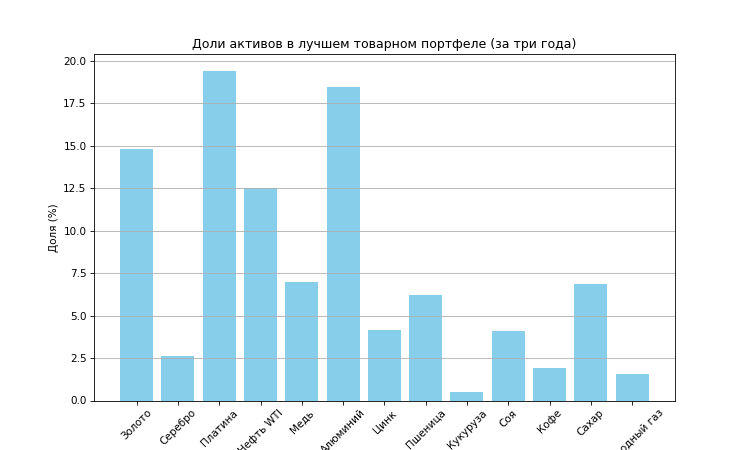 Доли активов в лучшем товарном портфеле (за три года)
Доля (%)
20.0
17.5
15.0
12.5
10.0
7.5
5.0
2.5
0.0
Золото
Серебро
Платина
Нефть WTI
Медь
Алюминий
Цинк
Пшеница
Кукуруза
Соя
Кофе
Сахар
газ